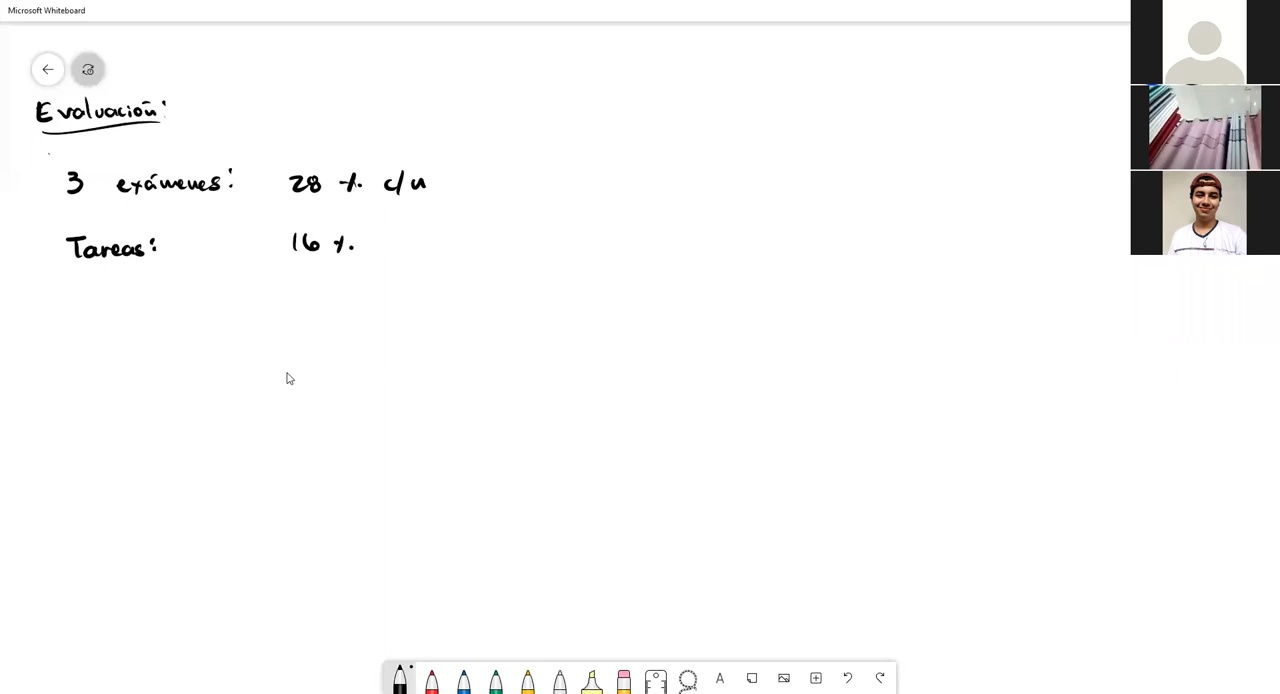 Microsoft Whiteboard
Evaluación:
3 exámenes: 28 % c/u
Tareas: 16 %
A